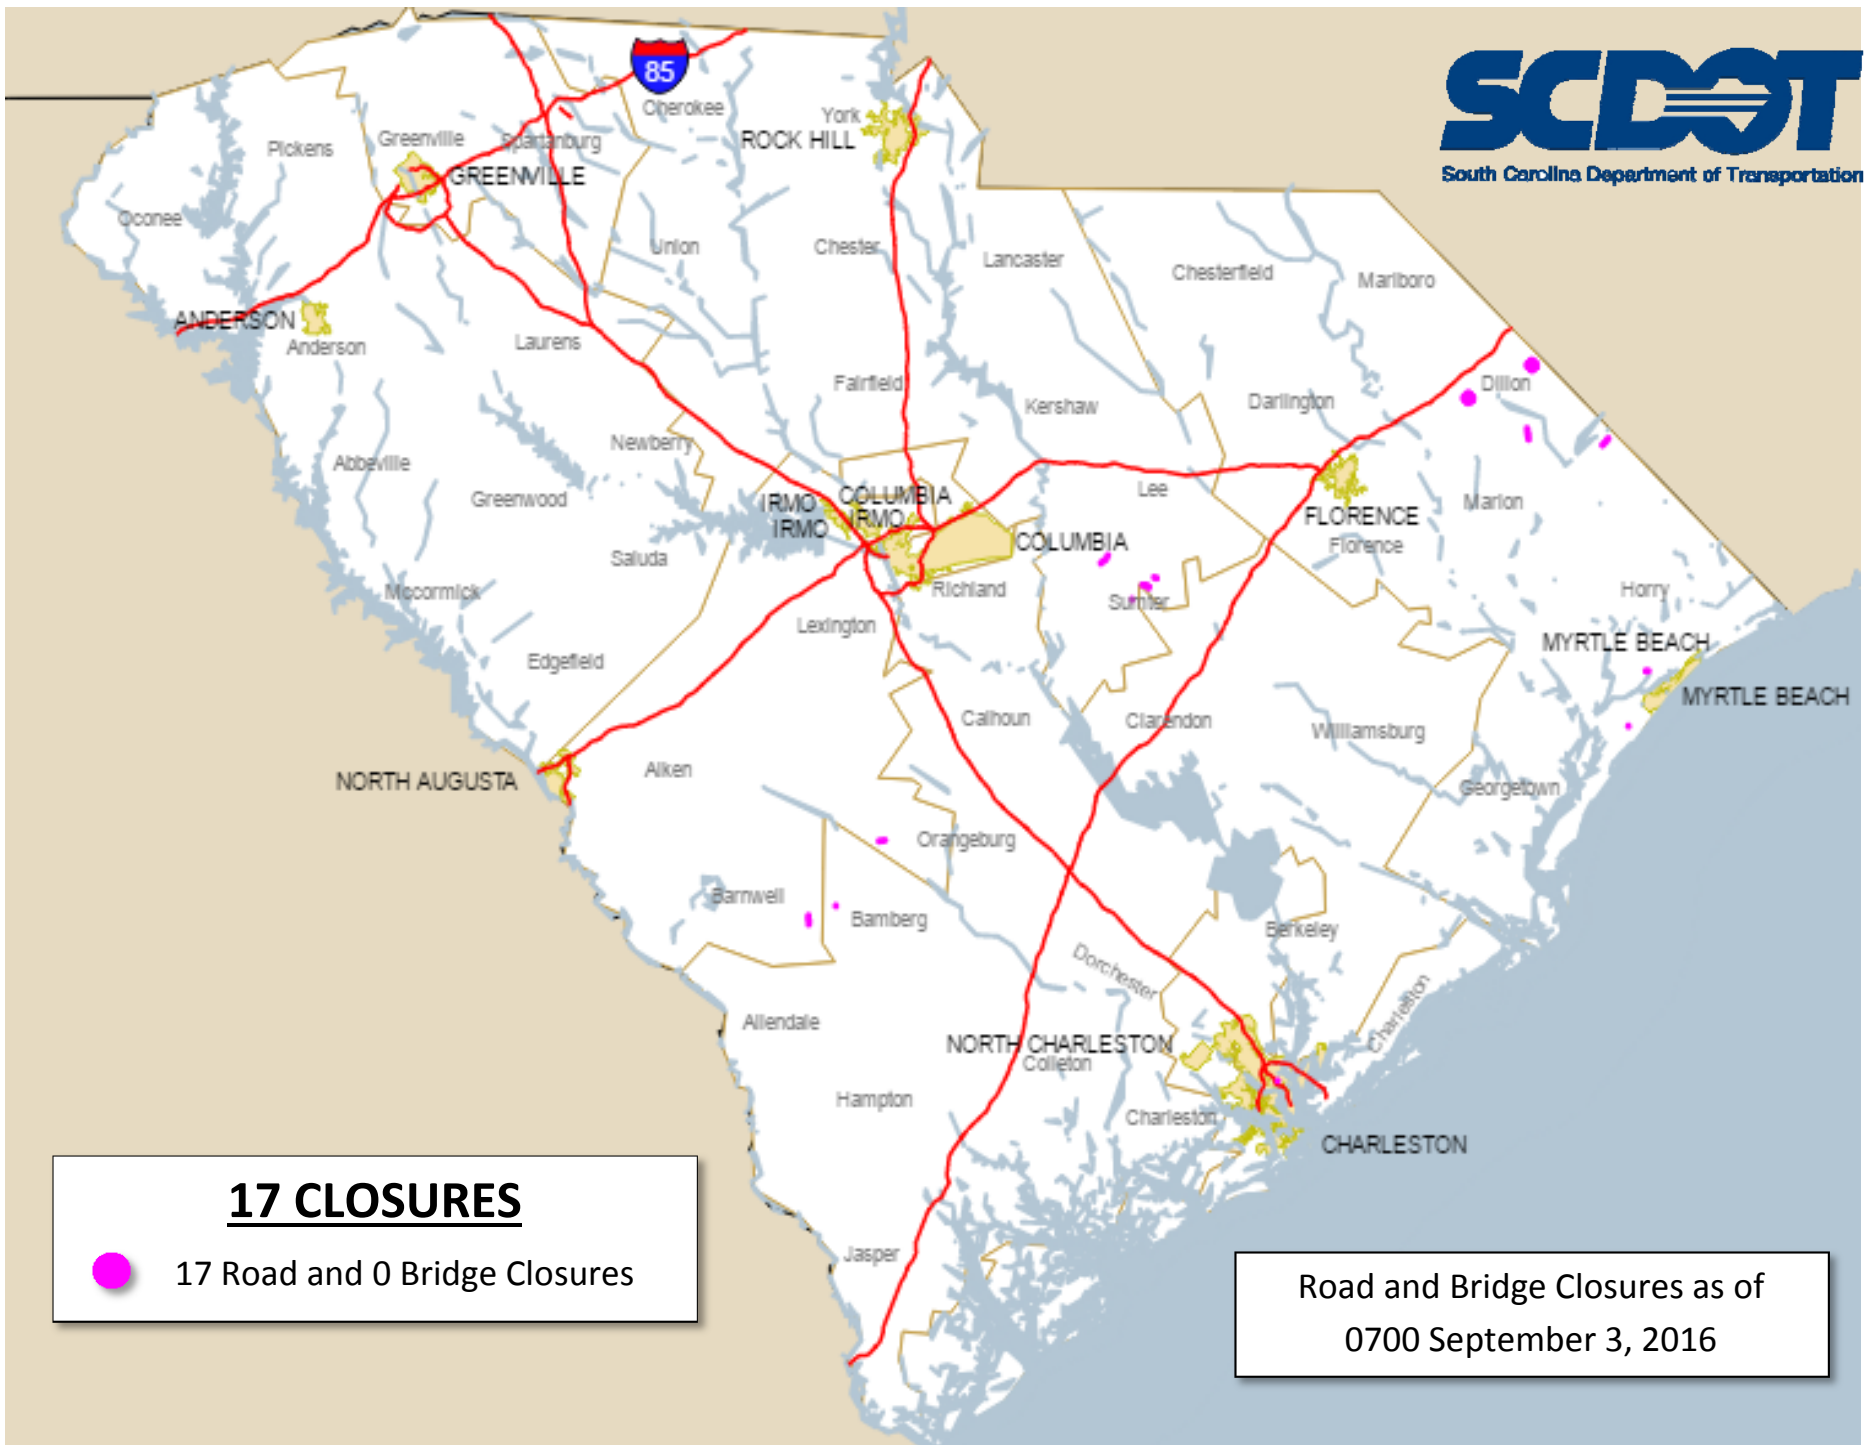 SCDOT
South Carolina Department of Transportation
85
Cherokee
York
ROCK HILL
Greenville
Spartanburg
Pickens
GREENVILLE
Oconee
Union
Chester
Lancaster
Chesterfield
Marlboro
ANDERSON
Anderson
Laurens
Fairfield
Kershaw
Darlington
Dillon
Newberry
Abbeville
Greenwood
IRMO
COLUMBIA
IRMO
IRMO
Lee
Marion
FLORENCE
Florence
COLUMBIA
Saluda
Mccormick
Richland
Sumter
Horry
Lexington
MYRTLE BEACH
Edgefield
MYRTLE BEACH
Calhoun
Clarendon
Williamsburg
NORTH AUGUSTA
Aiken
Georgetown
Orangeburg
Barnwell
Bamberg
Berkeley
Dorchester
Charleston
Allendale
NORTH CHARLESTON
Colleton
Hampton
Charleston
CHARLESTON
Jasper
17 CLOSURES
17 Road and 0 Bridge Closures
Road and Bridge Closures as of
0700 September 3, 2016